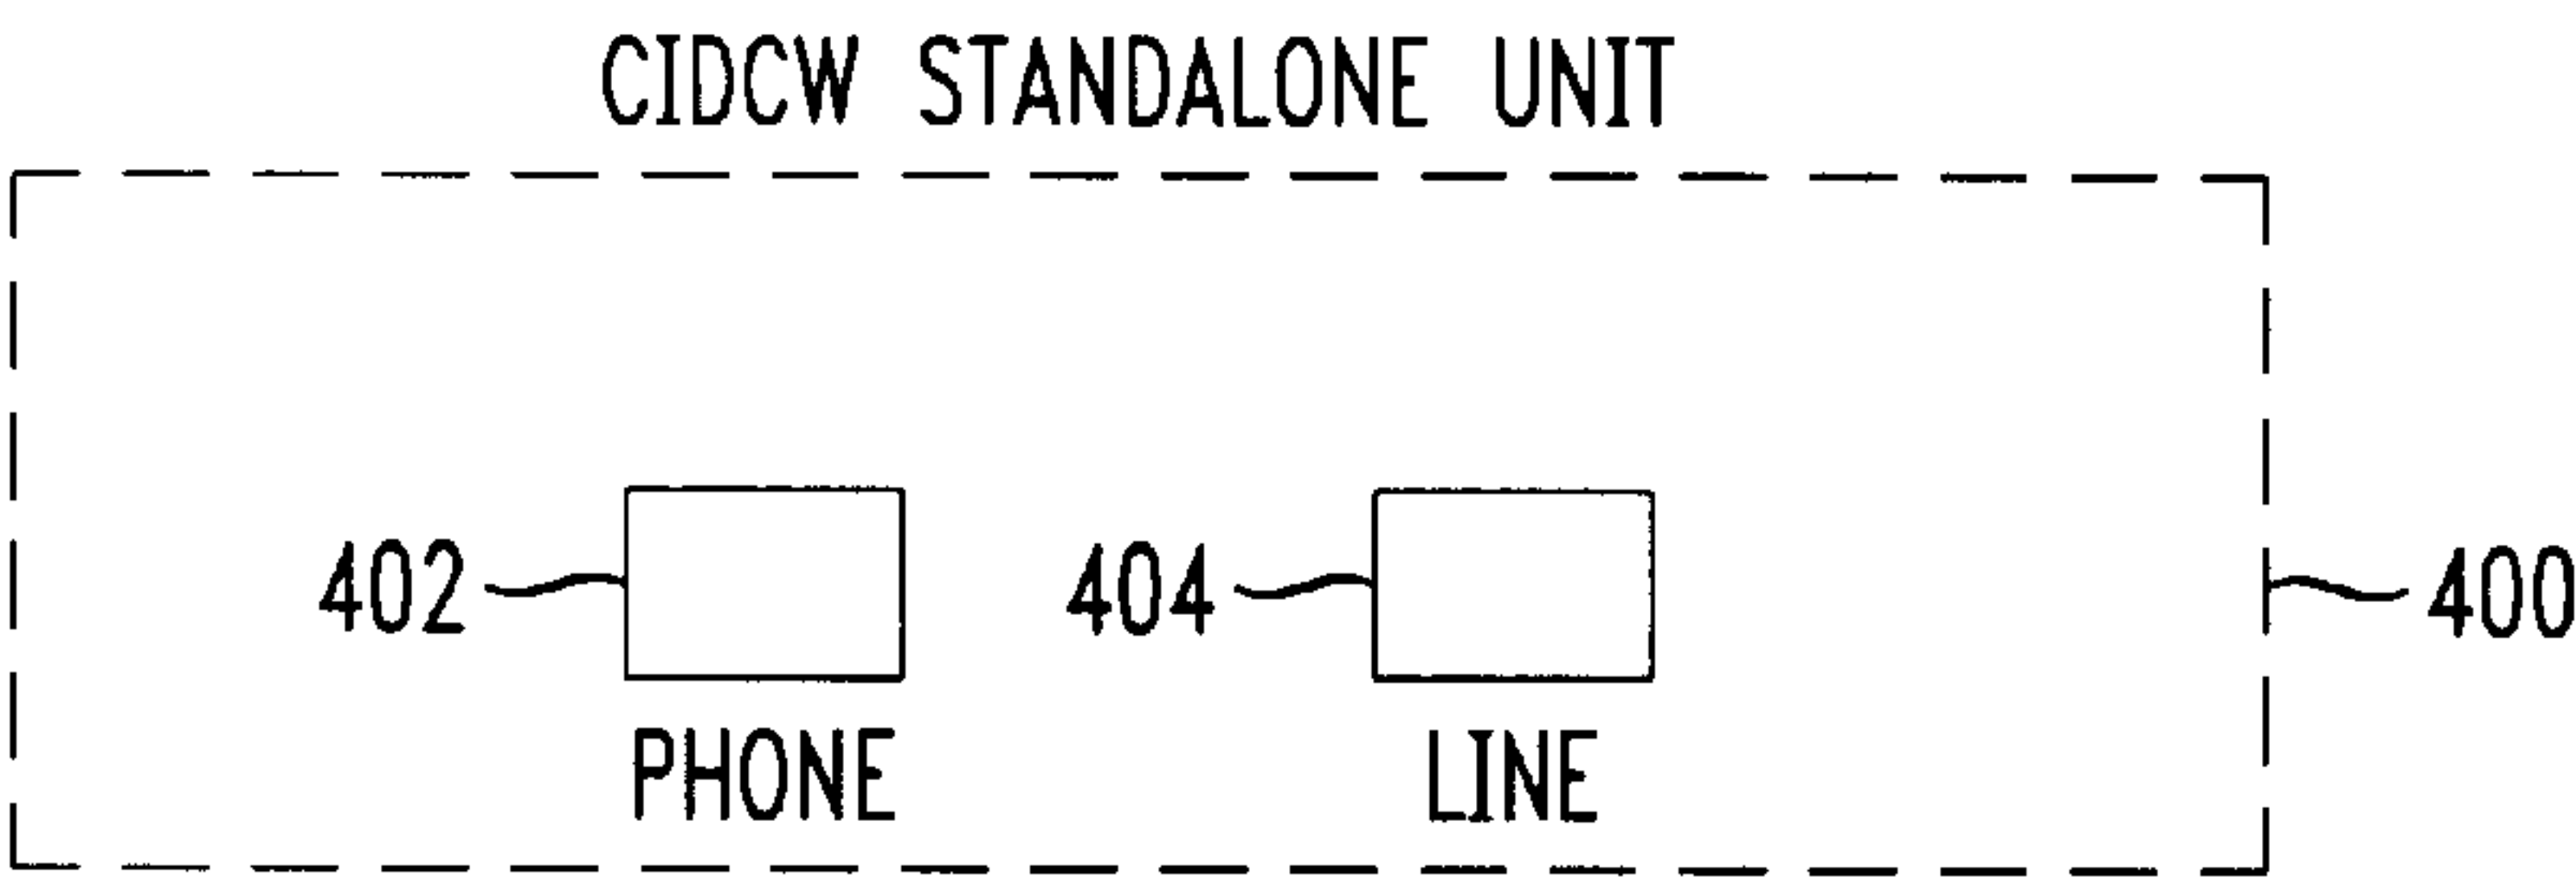 CIDCW STANDALONE UNIT
402
404
400
PHONE
LINE